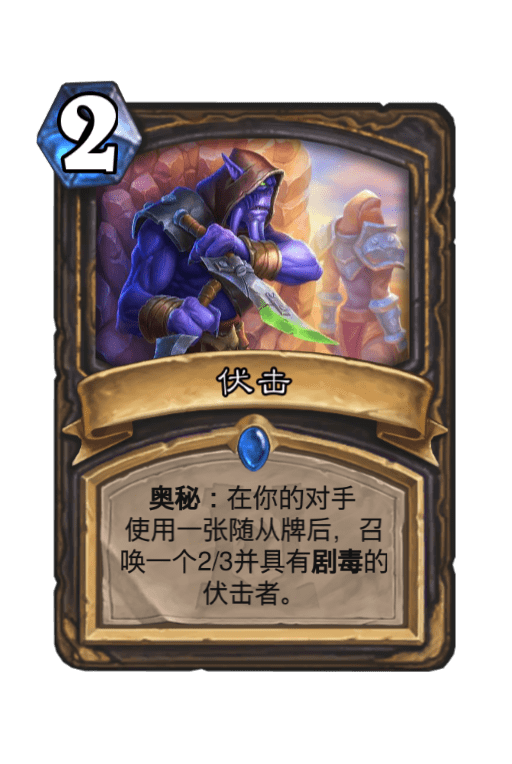 2
伏击
奥秘：在你的对手
使用一张随从牌后，召
唤一个2/3并具有剧毒的
伏击者。